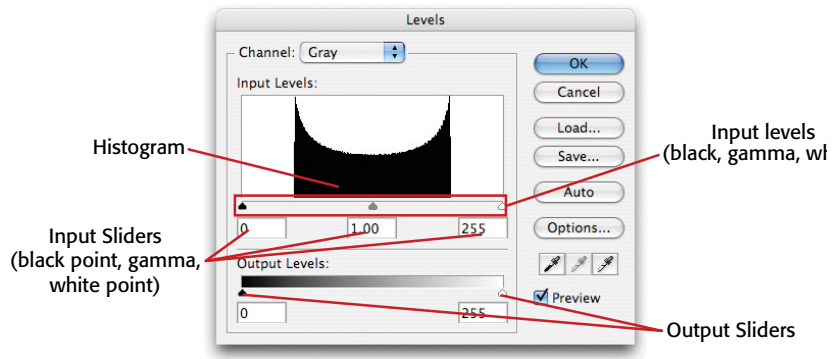 Levels
Channel: Gray
Input Levels:
Histogram
0
1.00
255
Input Sliders
(black point, gamma,
white point)
Output Levels:
0
255
OK
Cancel
Load...
Save...
Auto
Options...
Preview
Input levels
(black, gamma,
Output Sliders